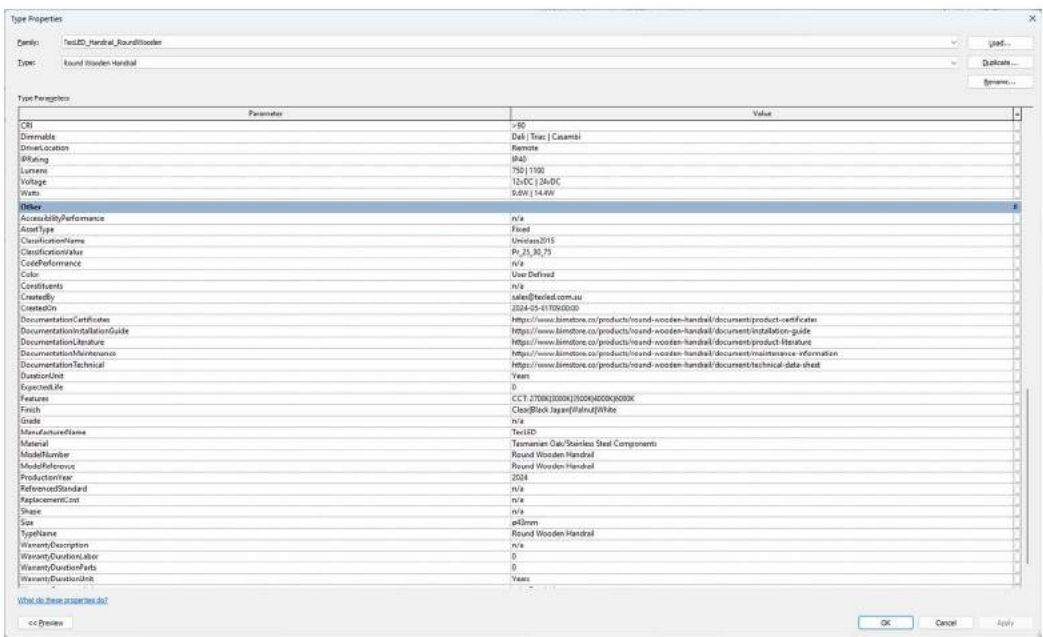 Type Properties
Family: TecLED_Handrail_RoundWooden Load...
Type: Round Wooden Handrail Duplicate...
Rename...
Type Parameters
Parameter Value
CRI >90
Dimmable Dali | Triac | Casambi
DriverLocation Remote
IPRating IP40
Lumens 750 | 1100
Voltage 12vDC | 24vDC
Watts 9.6W | 14.4W
Other
AccessibilityPerformance n/a
AssetType Fixed
ClassificationName Uniclass2015
ClassificationValue Pr_25_30_75
CodePerformance n/a
Color User Defined
Constituents n/a
CreatedBy sales@tecled.com.au
CreatedOn 2024-05-01T09:00:00
DocumentationCertificates https://www.bimstore.co/products/round-wooden-handrail/document/product-certificates
DocumentationInstallationGuide https://www.bimstore.co/products/round-wooden-handrail/document/installation-guide
DocumentationLiterature https://www.bimstore.co/products/round-wooden-handrail/document/product-literature
DocumentationMaintenance https://www.bimstore.co/products/round-wooden-handrail/document/maintenance-information
DocumentationTechnical https://www.bimstore.co/products/round-wooden-handrail/document/technical-data-sheet
DurationUnit Years
ExpectedLife 0
Features CCT: 2700K|3000K|3500K|4000K|6000K
Finish Clear|Black Japan|Walnut|White
Grade n/a
ManufacturerName TecLED
Material Tasmanian Oak/Stainless Steel Components
ModelNumber Round Wooden Handrail
ModelReference Round Wooden Handrail
ProductionYear 2024
ReferencedStandard n/a
ReplacementCost n/a
Shape n/a
Size ø43mm
TypeName Round Wooden Handrail
WarrantyDescription n/a
WarrantyDurationLabor 0
WarrantyDurationParts 0
WarrantyDurationUnit Years
What do these properties do?
<< Preview OK Cancel Apply